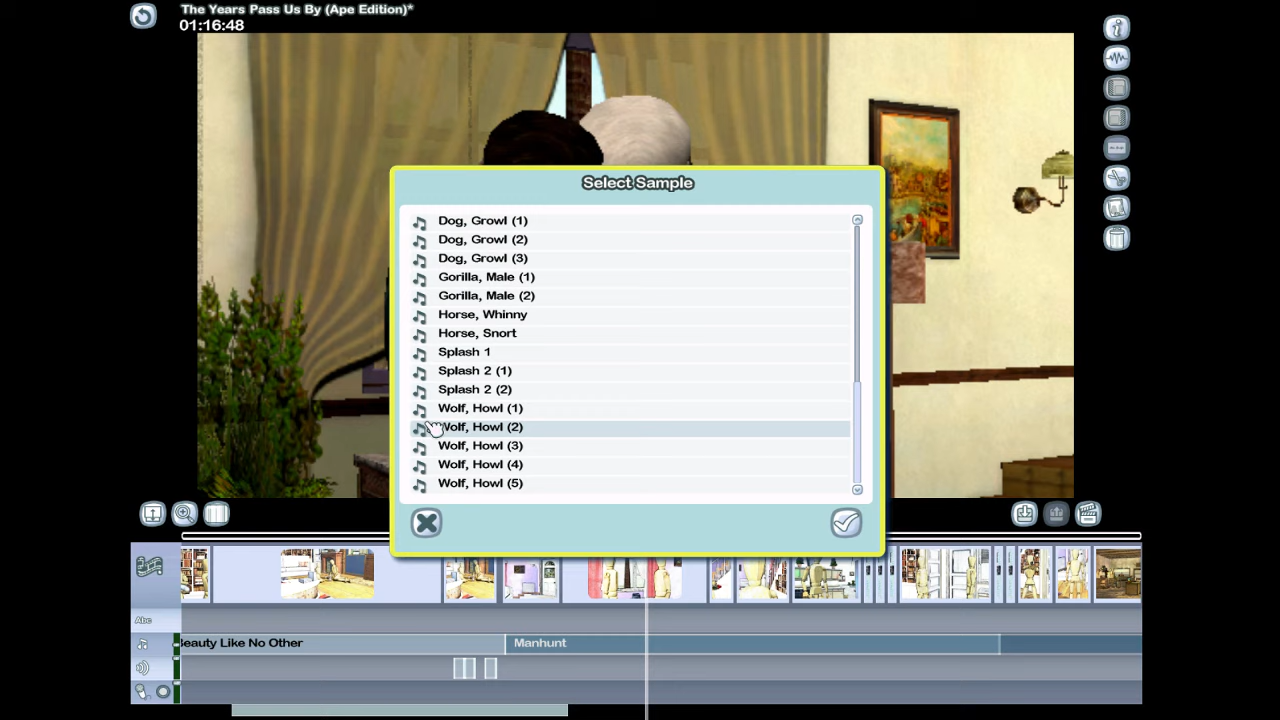 The Years Pass Us By (Ape Edition)*
01:16:48
Select Sample
Dog, Growl (1)
Dog, Growl (2)
Dog, Growl (3)
Gorilla, Male (1)
Gorilla, Male (2)
Horse, Whinny
Horse, Snort
Splash 1
Splash 2 (1)
Splash 2 (2)
Wolf, Howl (1)
Wolf, Howl (2)
Wolf, Howl (3)
Wolf, Howl (4)
Wolf, Howl (5)
Abc
Beauty Like No Other
Manhunt